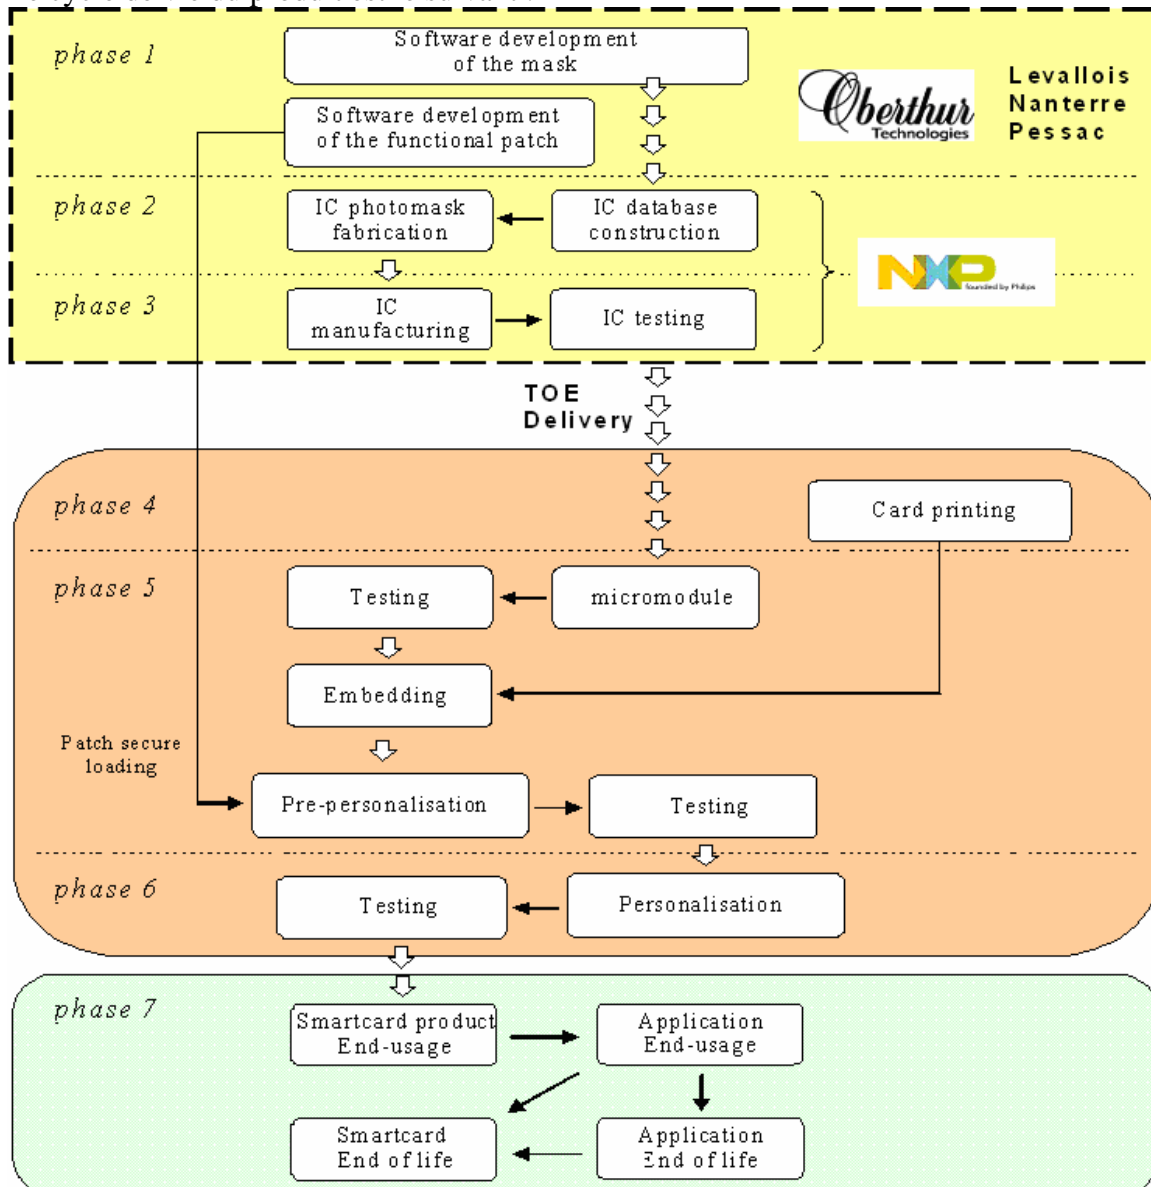 phase 1
Software development
of the mask
Oberthur
Technologies
Levallois
Nanterre
Pessac
Software development
of the functional patch
phase 2
IC photomask
fabrication
IC database
construction
NXP
founded by Philips
phase 3
IC
manufacturing
IC testing
TOE
Delivery
phase 4
Card printing
phase 5
Testing
micromodule
Embedding
Patch secure
loading
Pre-personalisation
Testing
phase 6
Testing
Personalisation
phase 7
Smartcard product
End-usage
Application
End-usage
Smartcard
End of life
Application
End of life